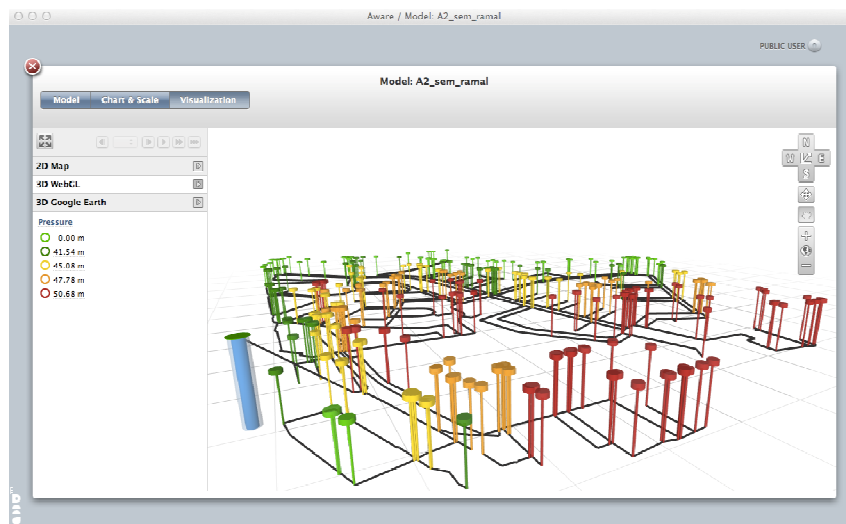 Aware / Model: A2_sem_ramal
PUBLIC USER
Model: A2_sem_ramal
Model Chart & Scale Visualization
2D Map
3D WebGL
3D Google Earth
Pressure
0.00 m
41.54 m
45.08 m
47.78 m
50.68 m
N
W E
S